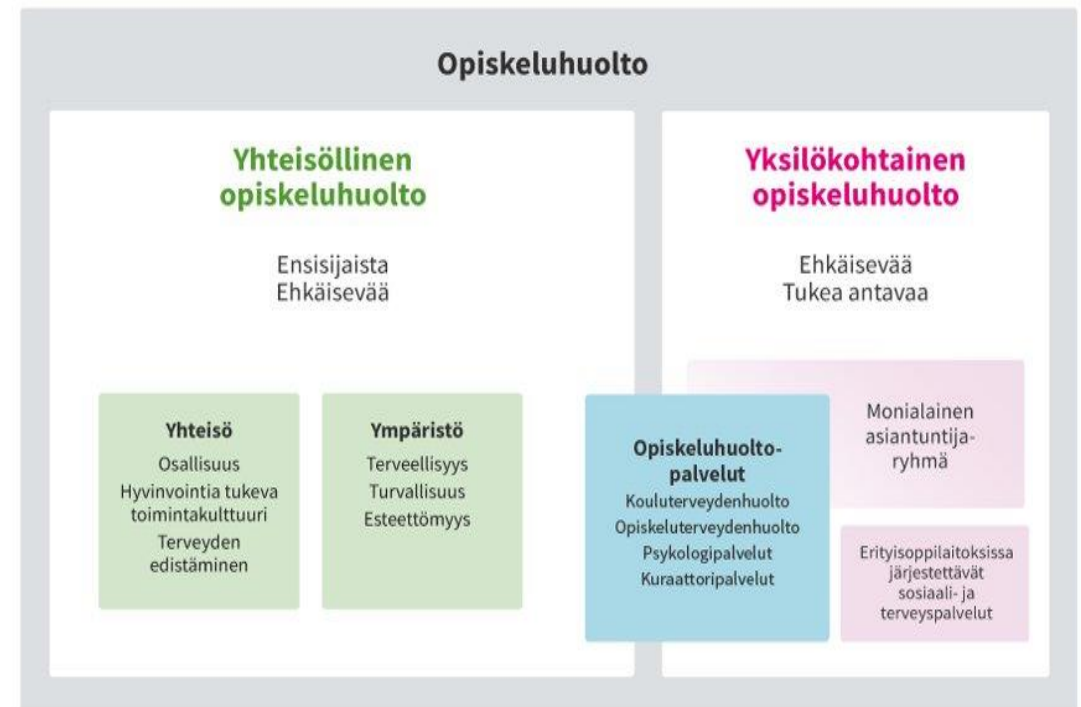 Opiskeluhuolto
Yhteisöllinen
opiskeluhuolto
Ensisijaista
Ehkäisevää
Yhteisö
Osallisuus
Hyvinvointia tukeva
toimintakulttuuri
Terveyden
edistäminen
Ympäristö
Terveellisyys
Turvallisuus
Esteettömyys
Yksilökohtainen
opiskeluhuolto
Ehkäisevää
Tukea antavaa
Opiskeluhuolto-
palvelut
Kouluterveydenhuolto
Opiskeluterveydenhuolto
Psykologipalvelut
Kuraattoripalvelut
Monialainen
asiantuntija-
ryhmä
Erityisoppilaitoksissa
järjestettävät
sosiaali- ja
terveyspalvelut